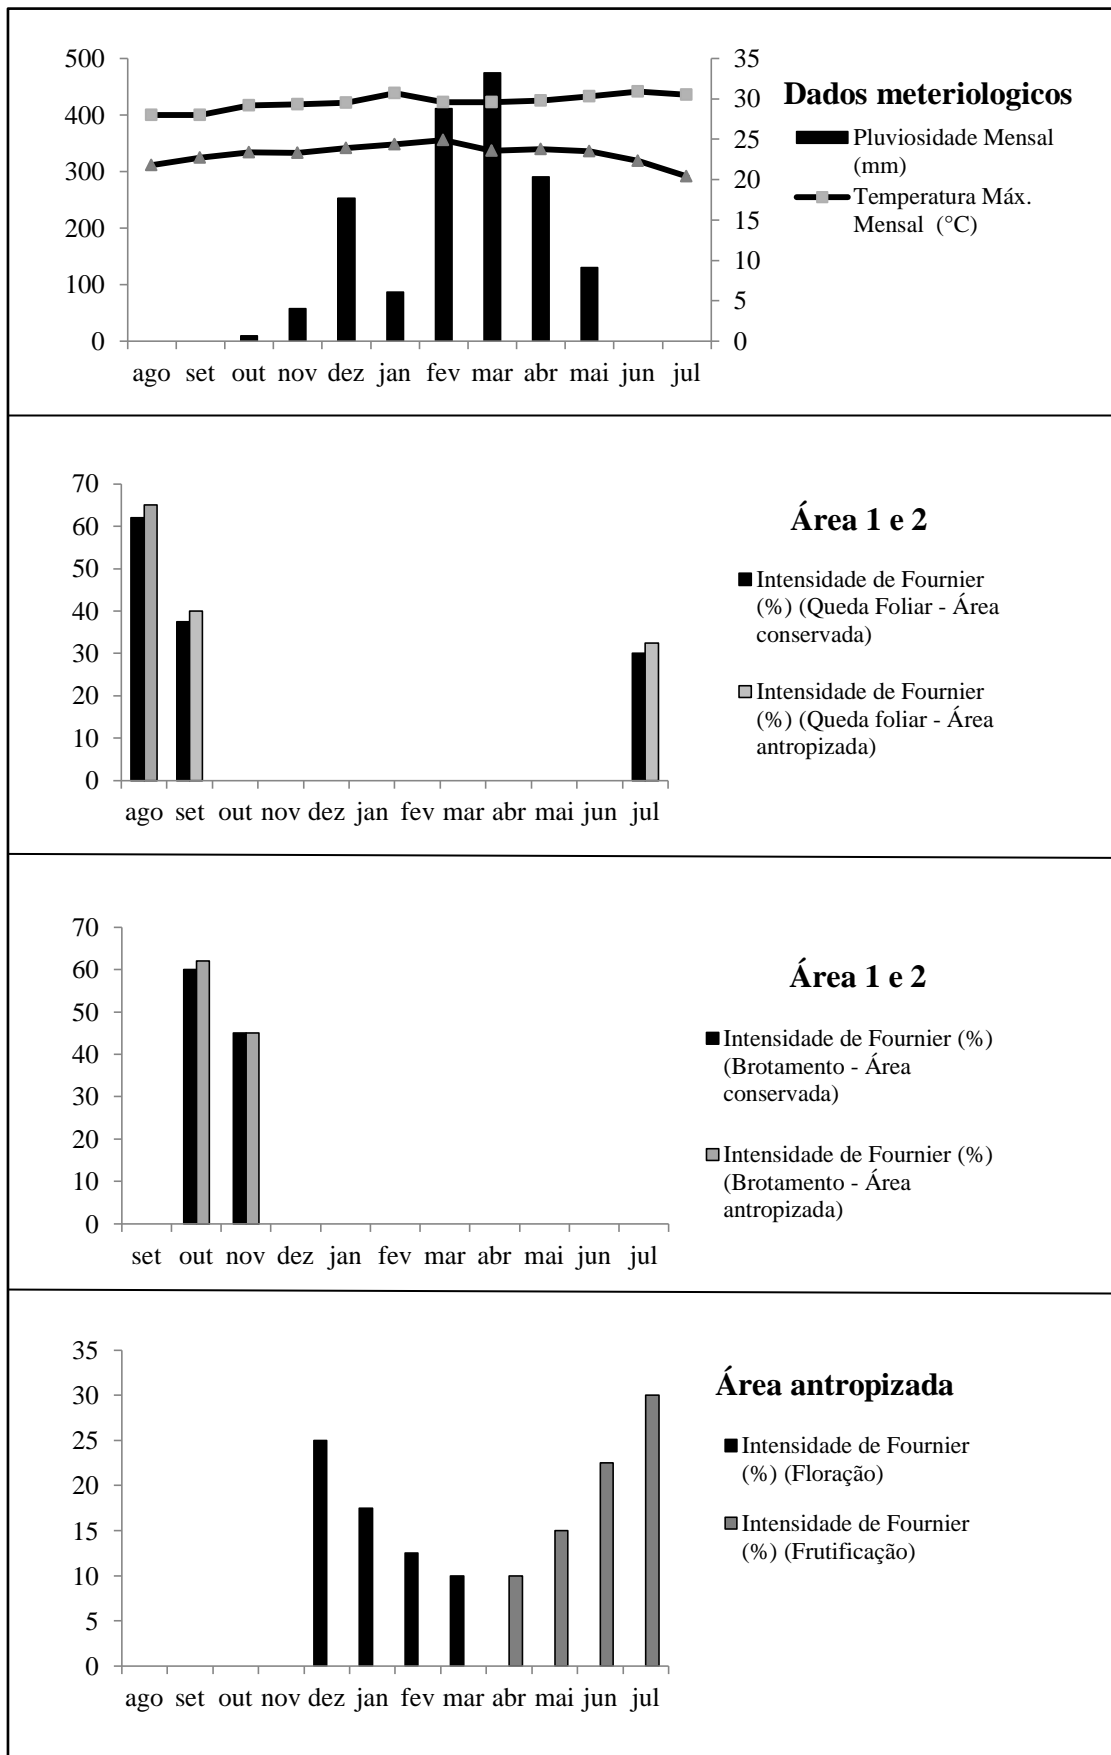 500
400
300
200
100
0
35
30
25
20
15
10
5
0
ago set out nov dez jan fev mar abr mai jun jul
Dados meteriologicos
Pluviosidade Mensal
(mm)
Temperatura Máx.
Mensal (°C)
70
60
50
40
30
20
10
0
ago set out nov dez jan fev mar abr mai jun jul
Área 1 e 2
Intensidade de Fournier
(%) (Queda Foliar - Área
conservada)
Intensidade de Fournier
(%) (Queda foliar - Área
antropizada)
70
60
50
40
30
20
10
0
set out nov dez jan fev mar abr mai jun jul
Área 1 e 2
Intensidade de Fournier (%)
(Brotamento - Área
conservada)
Intensidade de Fournier (%)
(Brotamento - Área
antropizada)
35
30
25
20
15
10
5
0
ago set out nov dez jan fev mar abr mai jun jul
Área antropizada
Intensidade de Fournier
(%) (Floração)
Intensidade de Fournier
(%) (Frutificação)